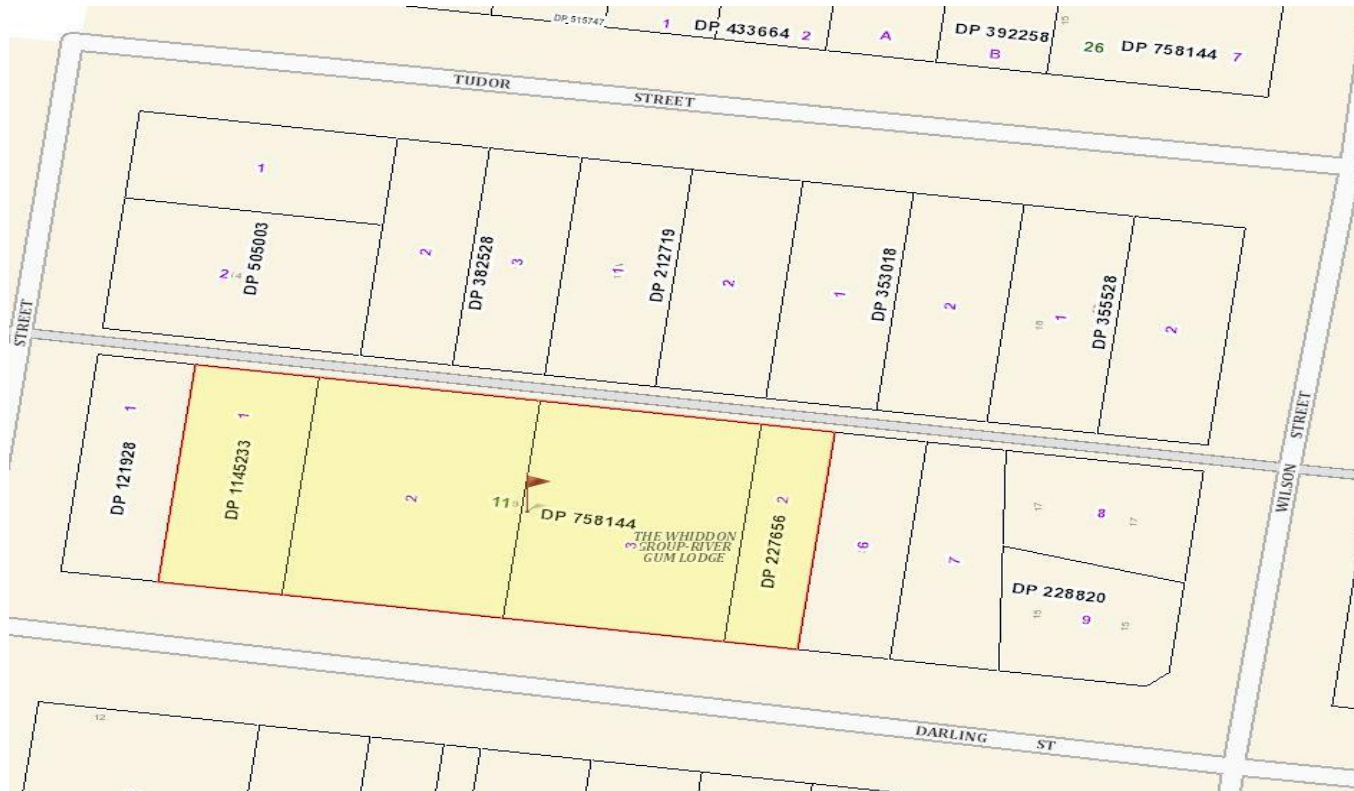 DP 515747
1
DP 433664
2
A
DP 392258
B
15
26
DP 758144
7
TUDOR
STREET
1
2
DP 505003
2
DP 382528
3
1
DP 212719
2
1
DP 353018
2
18
1
DP 355528
2
STREET
STREET
WILSON
1
DP 121928
1
DP 1145233
2
11
DP 758144
3
THE WHIDDON
GROUP-RIVER
GUM LODGE
2
DP 227656
6
7
17
8
17
DP 228820
15
9
15
DARLING
ST
12